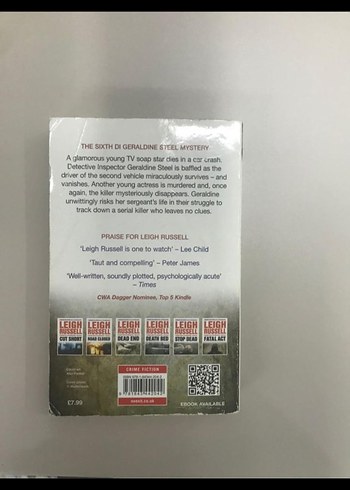 THE SIXTH DI GERALDINE STEEL MYSTERY
A glamorous young TV soap star dies in a car crash.
Detective Inspector Geraldine Steel is baffled as the
driver of the second vehicle miraculously survives – and
vanishes. Another young actress is murdered and, once
again, the killer mysteriously disappears. Geraldine
unwittingly risks her sergeant's life in their struggle to
track down a serial killer who leaves no clues.
PRAISE FOR LEIGH RUSSELL
'Leigh Russell is one to watch' – Lee Child
'Taut and compelling' – Peter James
'Well-written, soundly plotted, psychologically acute'
– Times
CWA Dagger Nominee, Top 5 Kindle
LEIGH RUSSELL CUT SHORT
LEIGH RUSSELL ROAD CLOSED
LEIGH RUSSELL DEAD END
LEIGH RUSSELL DEATH BED
LEIGH RUSSELL STOP DEAD
LEIGH RUSSELL FATAL ACT
CRIME FICTION
£7.99
noexit.co.uk
EBOOK AVAILABLE